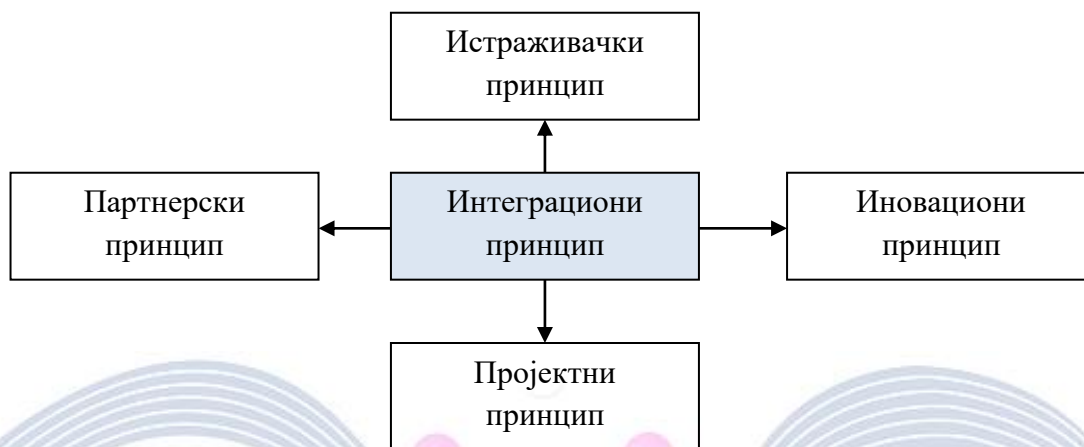 Истраживачки
принцип
Партнерски
принцип
Интеграциони
принцип
Иновациони
принцип
Пројектни
принцип